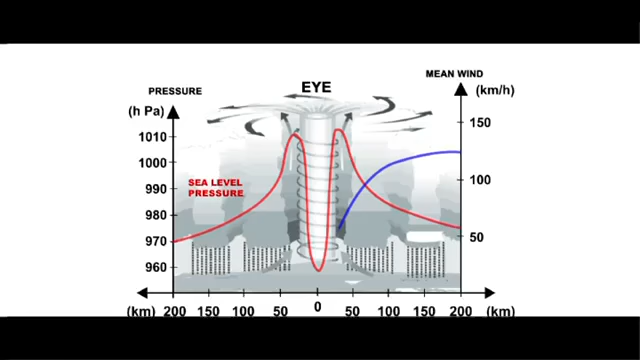 MEAN WIND
PRESSURE
EYE
(km/h)
(h Pa)
1010
1000
990
980
970
960
SEA LEVEL
PRESSURE
150
100
50
(km) 200 150 100 50 0 50 100 150 200 (km)